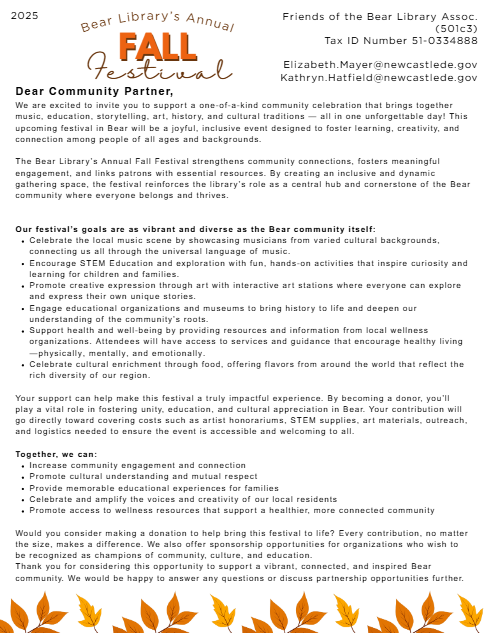 2025
Bear Library's Annual
FALL
Festival
Friends of the Bear Library Assoc.
(501c3)
Tax ID Number 51-0334888
Elizabeth.Mayer@newcastlede.gov
Kathryn.Hatfield@newcastlede.gov
Dear Community Partner,
We are excited to invite you to support a one-of-a-kind community celebration that brings together
music, education, storytelling, art, history, and cultural traditions — all in one unforgettable day! This
upcoming festival in Bear will be a joyful, inclusive event designed to foster learning, creativity, and
connection among people of all ages and backgrounds.
The Bear Library's Annual Fall Festival strengthens community connections, fosters meaningful
engagement, and links patrons with essential resources. By creating an inclusive and dynamic
gathering space, the festival reinforces the library's role as a central hub and cornerstone of the Bear
community where everyone belongs and thrives.
Our festival's goals are as vibrant and diverse as the Bear community itself:
• Celebrate the local music scene by showcasing musicians from varied cultural backgrounds,
connecting us all through the universal language of music.
• Encourage STEM Education and exploration with fun, hands-on activities that inspire curiosity and
learning for children and families.
• Promote creative expression through art with interactive art stations where everyone can explore
and express their own unique stories.
• Engage educational organizations and museums to bring history to life and deepen our
understanding of the community's roots.
• Support health and well-being by providing resources and information from local wellness
organizations. Attendees will have access to services and guidance that encourage healthy living
—physically, mentally, and emotionally.
• Celebrate cultural enrichment through food, offering flavors from around the world that reflect the
rich diversity of our region.
Your support can help make this festival a truly impactful experience. By becoming a donor, you'll
play a vital role in fostering unity, education, and cultural appreciation in Bear. Your contribution will
go directly toward covering costs such as artist honorariums, STEM supplies, art materials, outreach,
and logistics needed to ensure the event is accessible and welcoming to all.
Together, we can:
• Increase community engagement and connection
• Promote cultural understanding and mutual respect
• Provide memorable educational experiences for families
• Celebrate and amplify the voices and creativity of our local residents
• Promote access to wellness resources that support a healthier, more connected community
Would you consider making a donation to help bring this festival to life? Every contribution, no matter
the size, makes a difference. We also offer sponsorship opportunities for organizations who wish to
be recognized as champions of community, culture, and education.
Thank you for considering this opportunity to support a vibrant, connected, and inspired Bear
community. We would be happy to answer any questions or discuss partnership opportunities further.